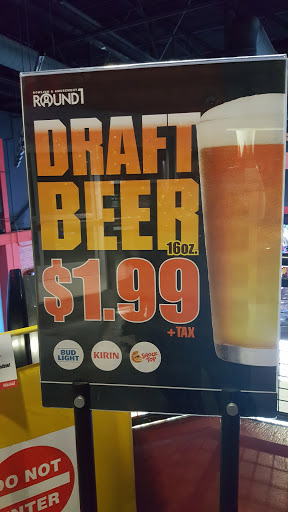 BOWLING & AMUSEMENT
ROUND1
DRAFT
BEER
16oz.
$1.99
+TAX
BUD
LIGHT
KIRIN
DO NOT
ENTER